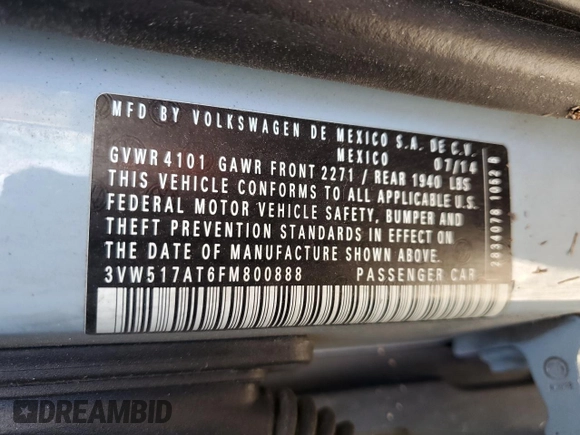 MFD BY VOLKSWAGEN DE MEXICO S.A. DE C.V.
MEXICO 07/14
GVWR 4101 GAWR FRONT 2271 / REAR 1940 LBS
THIS VEHICLE CONFORMS TO ALL APPLICABLE U.S.
FEDERAL MOTOR VEHICLE SAFETY, BUMPER AND
THEFT PREVENTION STANDARDS IN EFFECT ON
THE DATE OF MANUFACTURE SHOWN ABOVE.
3VW517AT6FM800888 PASSENGER CAR
DREAMBID